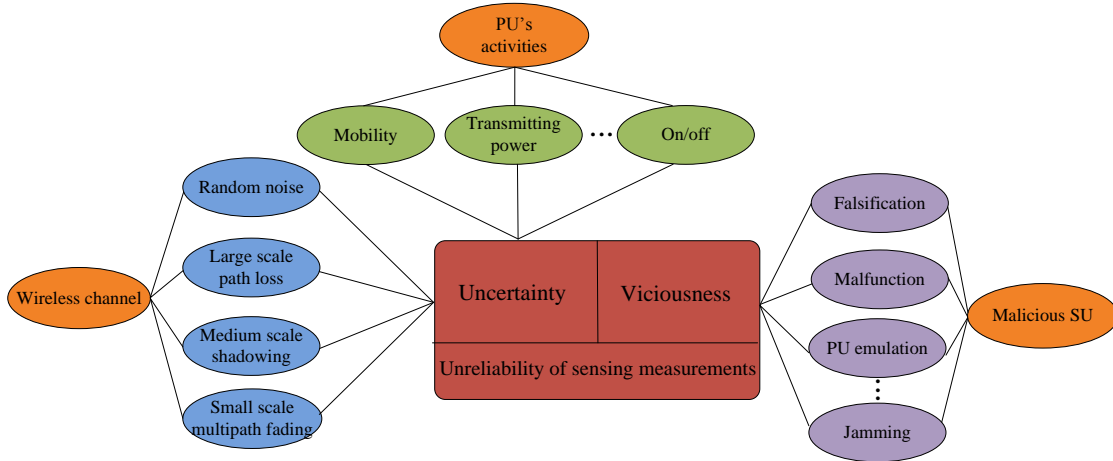 PU's
activities
Mobility
Transmitting
power
...
On/off
Random noise
Large scale
path loss
Wireless channel
Medium scale
shadowing
Small scale
multipath fading
Uncertainty
Viciousness
Unreliability of sensing measurements
Falsification
Malfunction
PU emulation
...
Jamming
Malicious SU